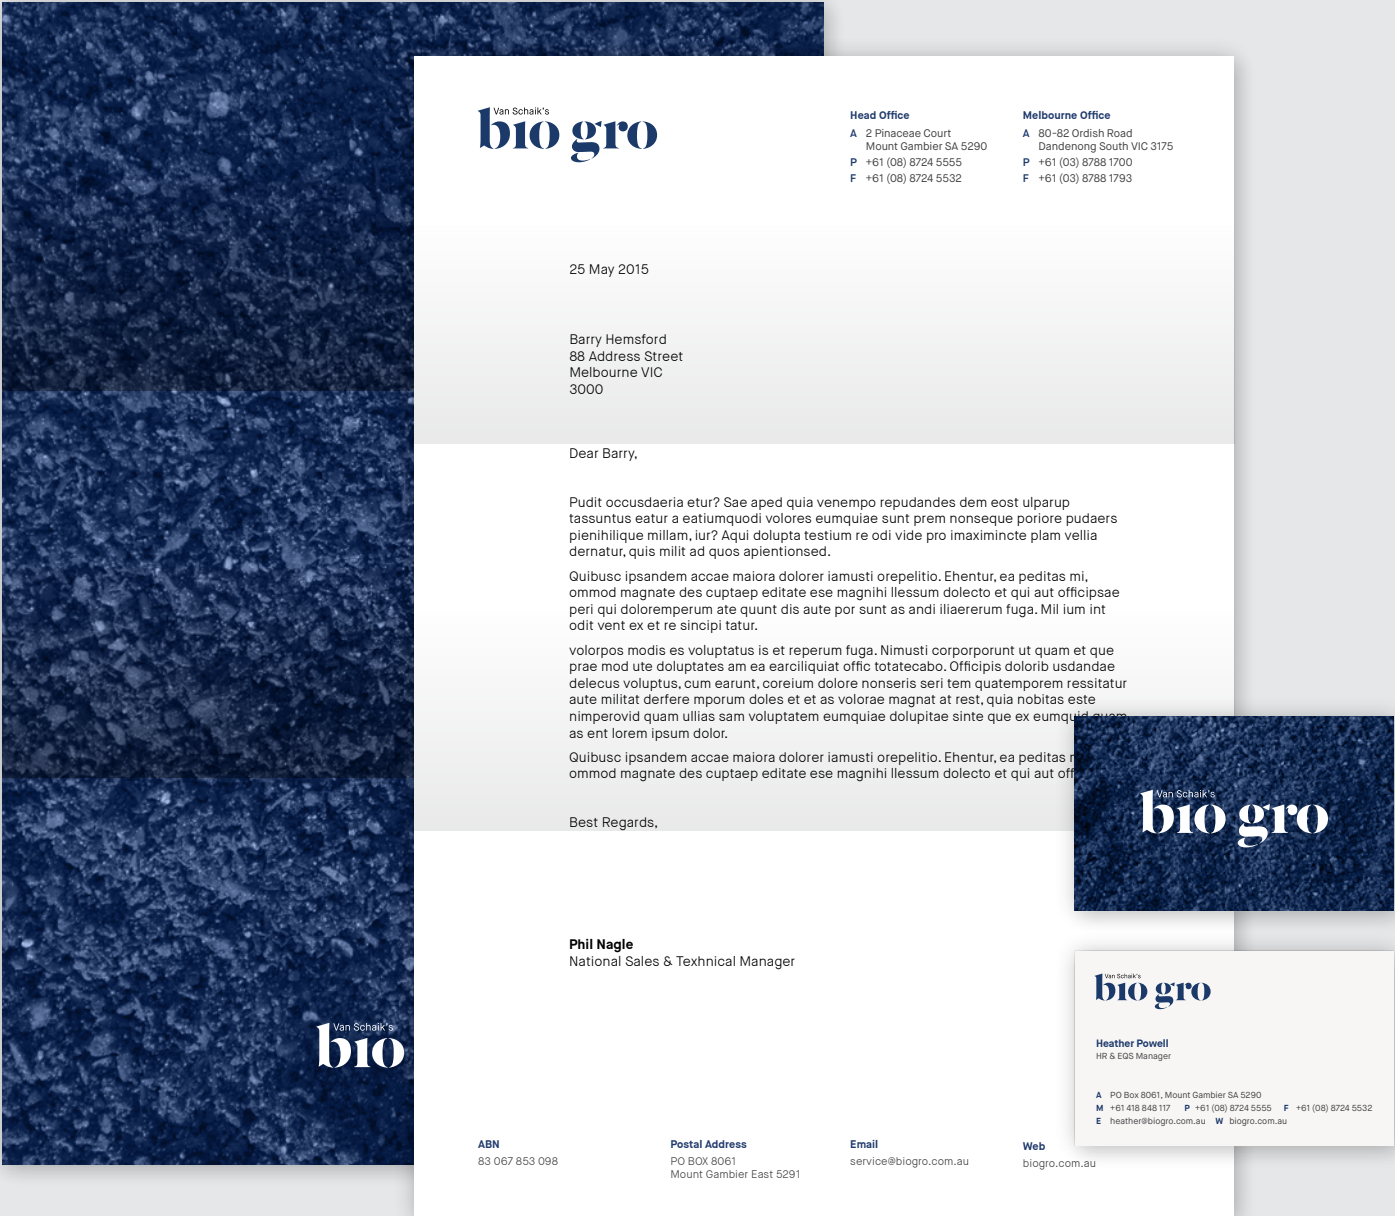 Van Schaik's
bio gro
Head Office
A 2 Pinaceae Court
Mount Gambier SA 5290
P +61 (08) 8724 5555
F +61 (08) 8724 5532
Melbourne Office
A 80-82 Ordish Road
Dandenong South VIC 3175
P +61 (03) 8788 1700
F +61 (03) 8788 1793
25 May 2015
Barry Hemsford
88 Address Street
Melbourne VIC
3000
Dear Barry,
Pudit occusdaeria etur? Sae aped quia venempo repudandes dem eost ulparup
tassuntus eatur a eatiumquodi volores eumquiae sunt prem nonseque poriore pudaers
pienihilique millam, iur? Aqui dolupta testium re odi vide pro imaximincte plam vellia
dernatur, quis milit ad quos apientionsed.
Quibusc ipsandem accae maiora dolorer iamusti orepelitio. Ehentur, ea peditas mi,
ommod magnate des cuptaep editate ese magnihi llessum dolecto et qui aut officipsae
peri qui doloremperum ate quunt dis aute por sunt as andi iliaererum fuga. Mil ium int
odit vent ex et re sincipi tatur.
volorpos modis es voluptatus is et reperum fuga. Nimusti corporporunt ut quam et que
prae mod ute doluptates am ea earciliquiat offic totatecabo. Officipis dolorib usdandae
delecus voluptus, cum earunt, coreium dolore nonseris seri tem quatemporem ressitatur
aute militat derfere mporum doles et et as volorae magnat at rest, quia nobitas este
nimperovid quam ullias sam voluptatem eumquiae dolupitae sinte que ex eumquid quam
as ent lorem ipsum dolor.
Quibusc ipsandem accae maiora dolorer iamusti orepelitio. Ehentur, ea peditas
ommod magnate des cuptaep editate ese magnihi llessum dolecto et qui aut
Best Regards,
Phil Nagle
National Sales & Texhnical Manager
ABN
83 067 853 098
Postal Address
PO BOX 8061
Mount Gambier East 5291
Email
service@biogro.com.au
Web
biogro.com.au
Van Schaik's
bio
Van Schaik's
bio gro
Van Schaik's
bio gro
Heather Powell
HR & EQS Manager
A PO Box 8061, Mount Gambier SA 5290
M +61 418 848 117 P +61 (08) 8724 5555 F +61 (08) 8724 5532
E heather@biogro.com.au W biogro.com.au